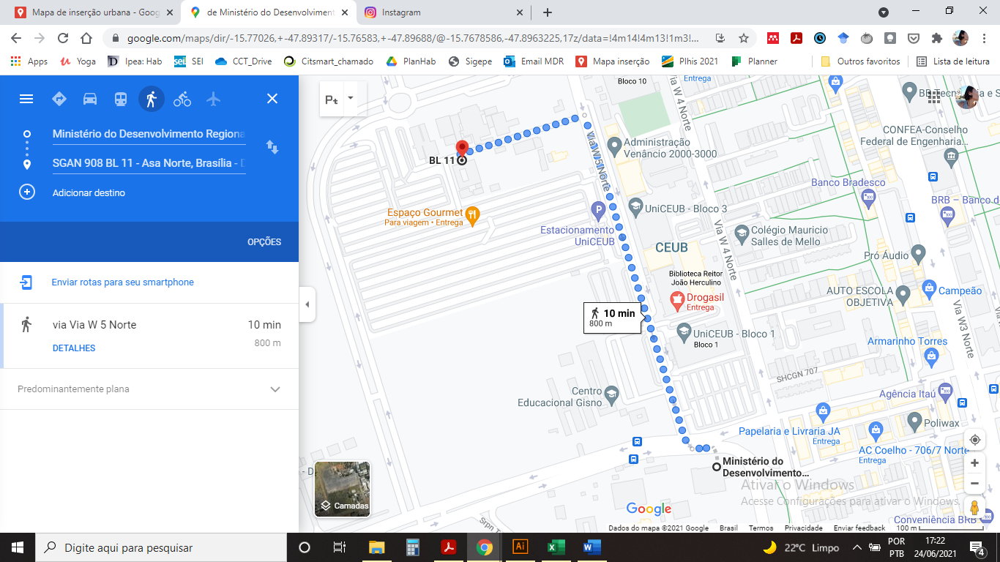 Mapa de inserção urbana - Goog
de Ministério do Desenvolviment
Instagram
google.com/maps/dir/-15.77026,+-47.89317/-15.76583,+-47.89688/@-15.7678586,-47.8963225,17z/data=!4m14!4m13!1m3!...
Apps
Yoga
Ipea: Hab
SEI
CCT_Drive
Citsmart_chamado
PlanHab
Sigepe
Email MDR
Mapa inserção
PlHis 2021
Planner
Outros favoritos
Lista de leitura
Ministério do Desenvolvimento Regiona
SGAN 908 BL 11 - Asa Norte, Brasília - D
Adicionar destino
OPÇÕES
Enviar rotas para seu smartphone
via Via W 5 Norte
10 min
800 m
DETALHES
Predominantemente plana
Pt
Bloco 10
Entrega
Via W 4 Norte
BR Tecnologia e S
CONFEA-Conselho
Federal de Engenharia...
Via W 5 Norte
Administração
Venâncio 2000-3000
BL 11
Banco Bradesco
BRB – Banco d
Espaço Gourmet
Para viagem • Entrega
UniCEUB - Bloco 3
Estacionamento
UniCEUB
Colégio Mauricio
Salles de Mello
CEUB
Via W 4 Norte
Pró Áudio
Biblioteca Reitor
João Herculino
AUTO ESCOLA
OBJETIVA
Campeão
Drogasil
Entrega
10 min
800 m
Via W3 Norte
UniCEUB - Bloco 1
Bloco 1
Armarinho Torres
SHCGN 707
Centro
Educacional Gisno
Agência Itaú
Poliwax
Papelaria e Livraria JA
Entrega
AC Coelho - 706/7 Norte
Entrega
Ministério do
Desenvolvimento...
- D
Ativar o Windows
Acesse Configurações para ativar o Windows.
Camadas
Google
Srpn T
Conveniência BRB
Dados do mapa ©2021 Google
Brasil
Termos
Privacidade
Enviar feedback
100 m
Digite aqui para pesquisar
Ai
22°C Limpo
POR
PTB
17:22
24/06/2021
4